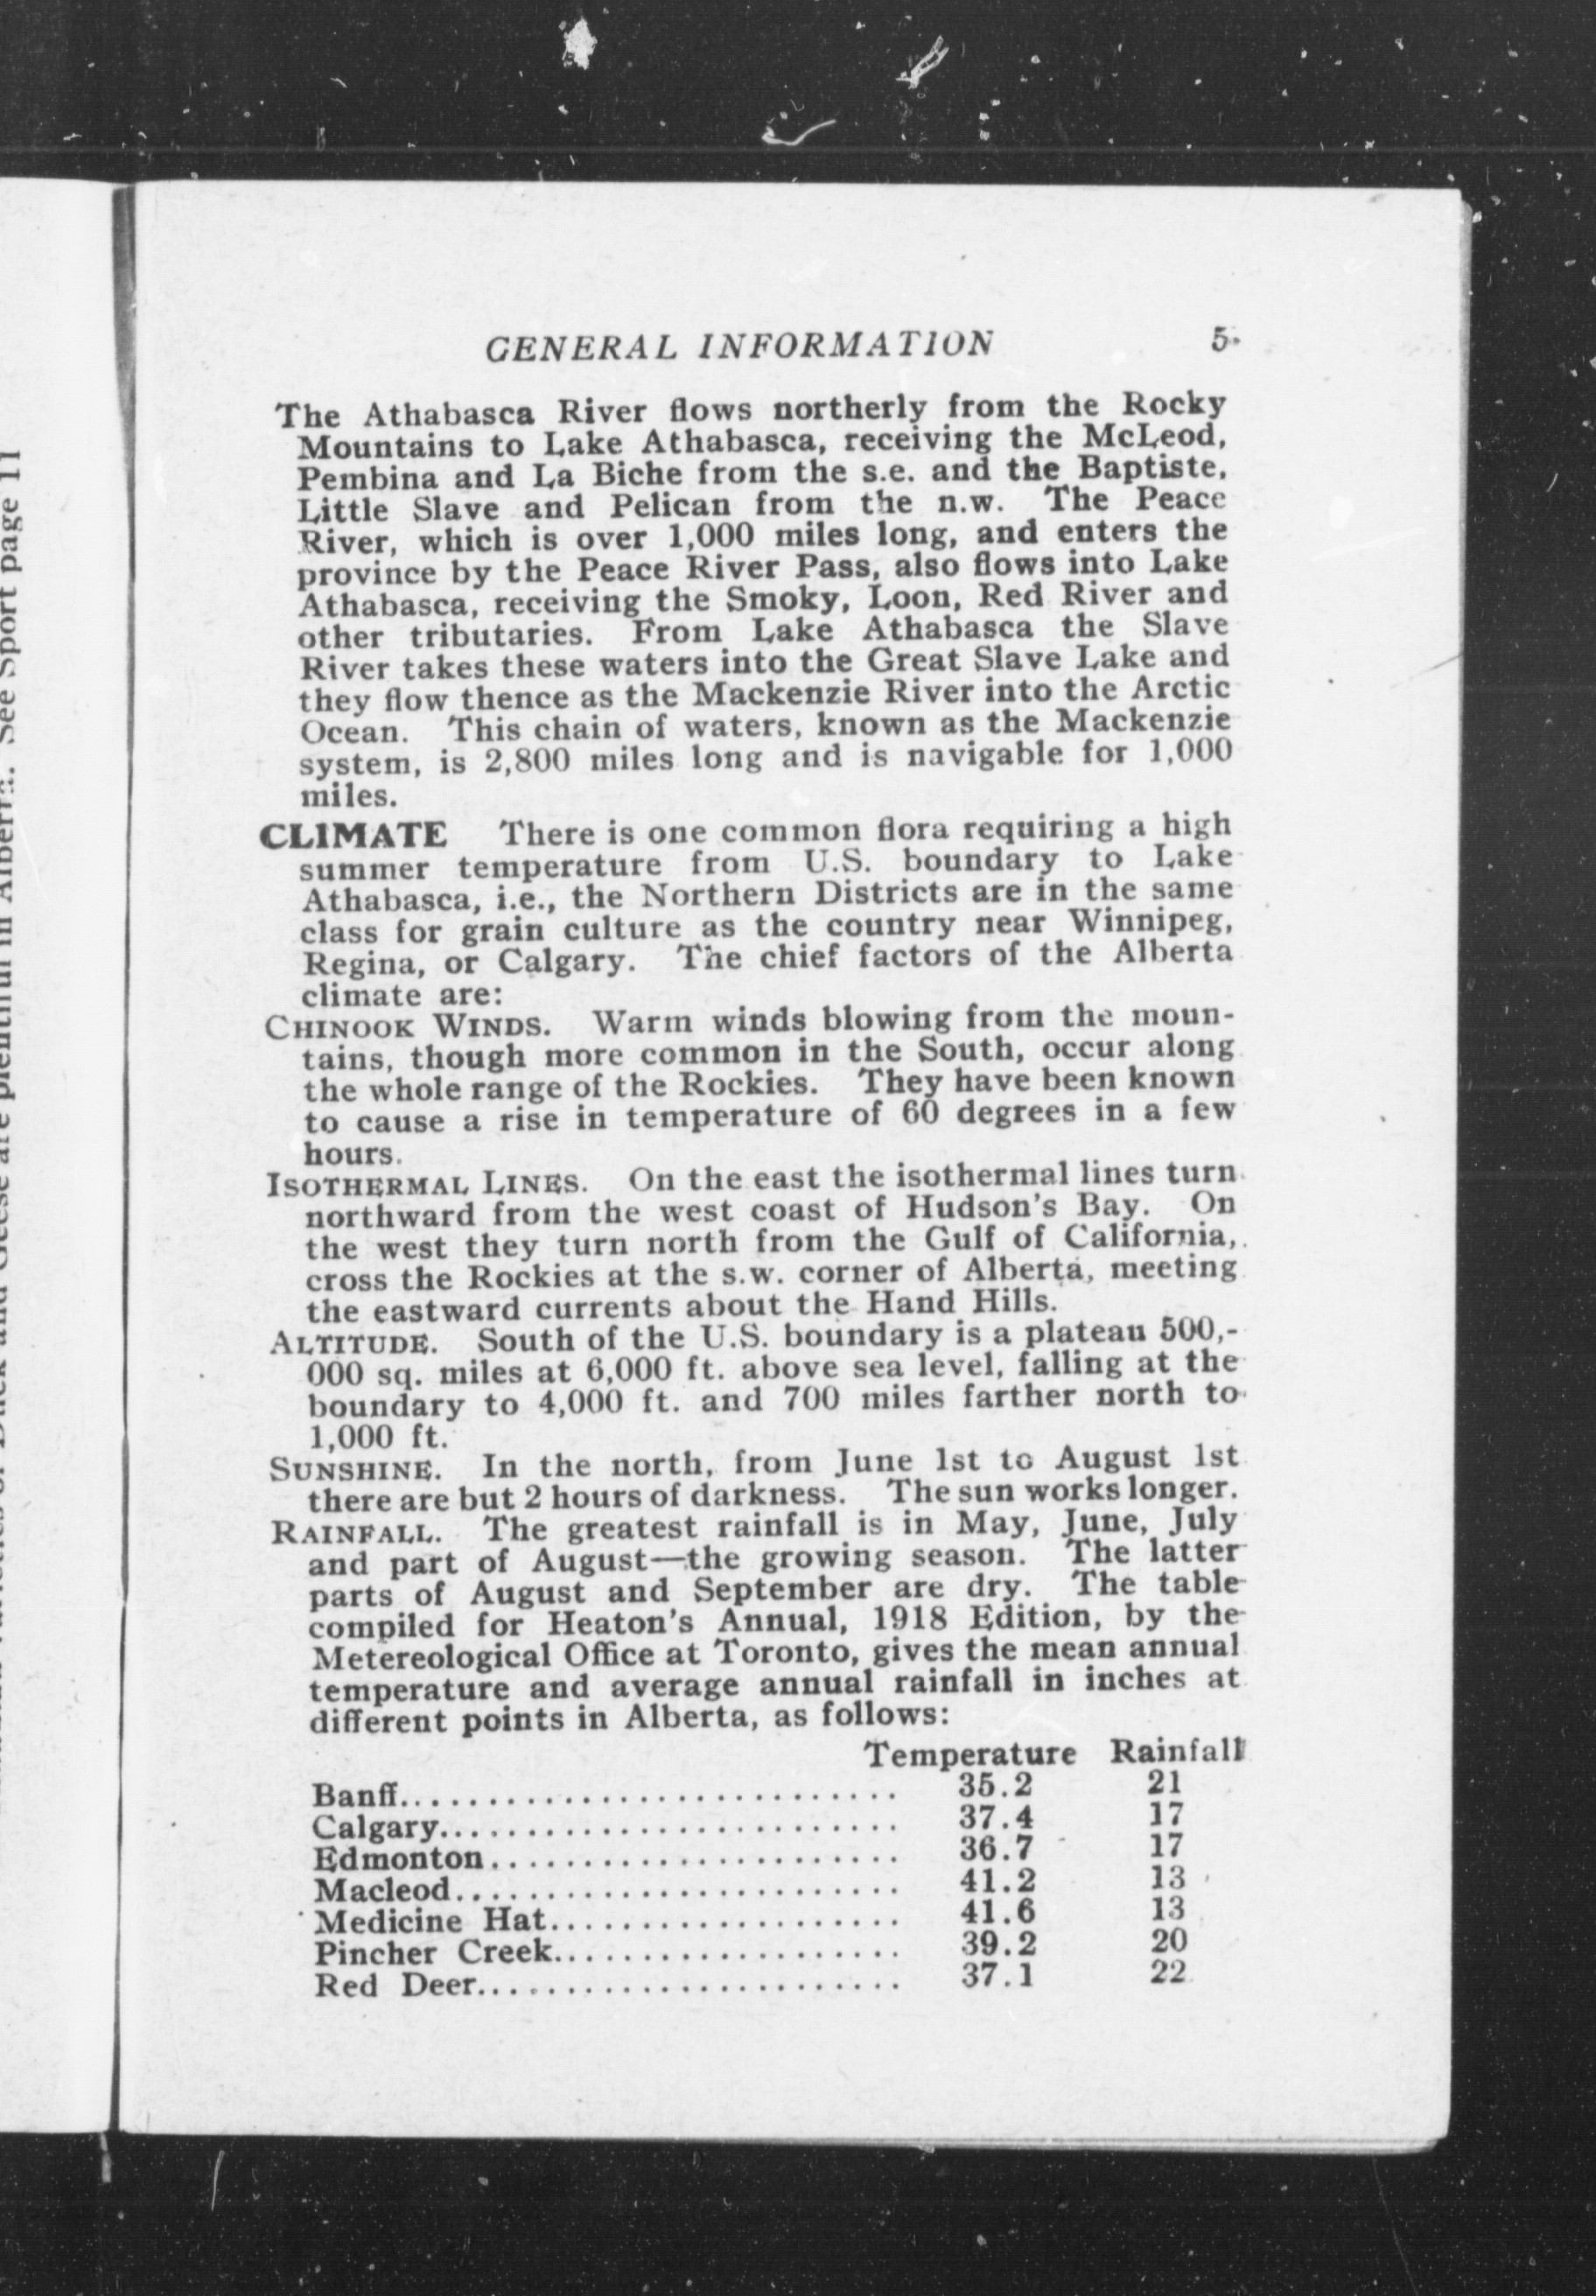 GENERAL INFORMATION 5
The Athabasca River flows northerly from the Rocky
Mountains to Lake Athabasca, receiving the McLeod,
Pembina and La Biche from the s.e. and the Baptiste,
Little Slave and Pelican from the n.w. The Peace
River, which is over 1,000 miles long, and enters the
province by the Peace River Pass, also flows into Lake
Athabasca, receiving the Smoky, Loon, Red River and
other tributaries. From Lake Athabasca the Slave
River takes these waters into the Great Slave Lake and
they flow thence as the Mackenzie River into the Arctic
Ocean. This chain of waters, known as the Mackenzie
system, is 2,800 miles long and is navigable for 1,000
miles.
CLIMATE There is one common flora requiring a high
summer temperature from U.S. boundary to Lake
Athabasca, i.e., the Northern Districts are in the same
class for grain culture as the country near Winnipeg,
Regina, or Calgary. The chief factors of the Alberta
climate are:
CHINOOK WINDS. Warm winds blowing from the moun-
tains, though more common in the South, occur along
the whole range of the Rockies. They have been known
to cause a rise in temperature of 60 degrees in a few
hours.
ISOTHERMAL LINES. On the east the isothermal lines turn
northward from the west coast of Hudson's Bay. On
the west they turn north from the Gulf of California,
cross the Rockies at the s.w. corner of Alberta, meeting
the eastward currents about the Hand Hills.
ALTITUDE. South of the U.S. boundary is a plateau 500,-
000 sq. miles at 6,000 ft. above sea level, falling at the
boundary to 4,000 ft. and 700 miles farther north to
1,000 ft.
SUNSHINE. In the north, from June 1st to August 1st
there are but 2 hours of darkness. The sun works longer.
RAINFALL. The greatest rainfall is in May, June, July
and part of August—the growing season. The latter
parts of August and September are dry. The table
compiled for Heaton's Annual, 1918 Edition, by the
Metereological Office at Toronto, gives the mean annual
temperature and average annual rainfall in inches at
different points in Alberta, as follows:
Temperature Rainfall
Banff........................... 35.2 21
Calgary......................... 37.4 17
Edmonton...................... 36.7 17
Macleod........................ 41.2 13
Medicine Hat................... 41.6 13
Pincher Creek................... 39.2 20
Red Deer....................... 37.1 22
See Sport page 11